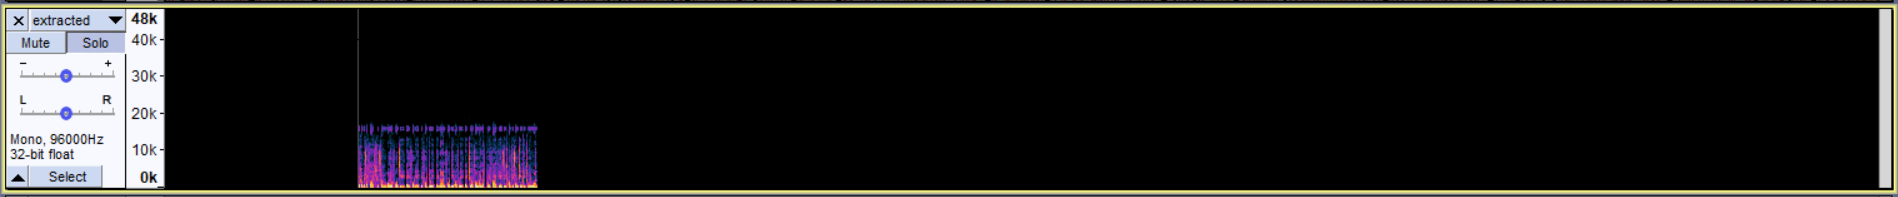 × extracted ▼
Mute Solo
- +
L R
Mono, 96000Hz
32-bit float
▲ Select
48k
40k-
30k-
20k-
10k-
0k